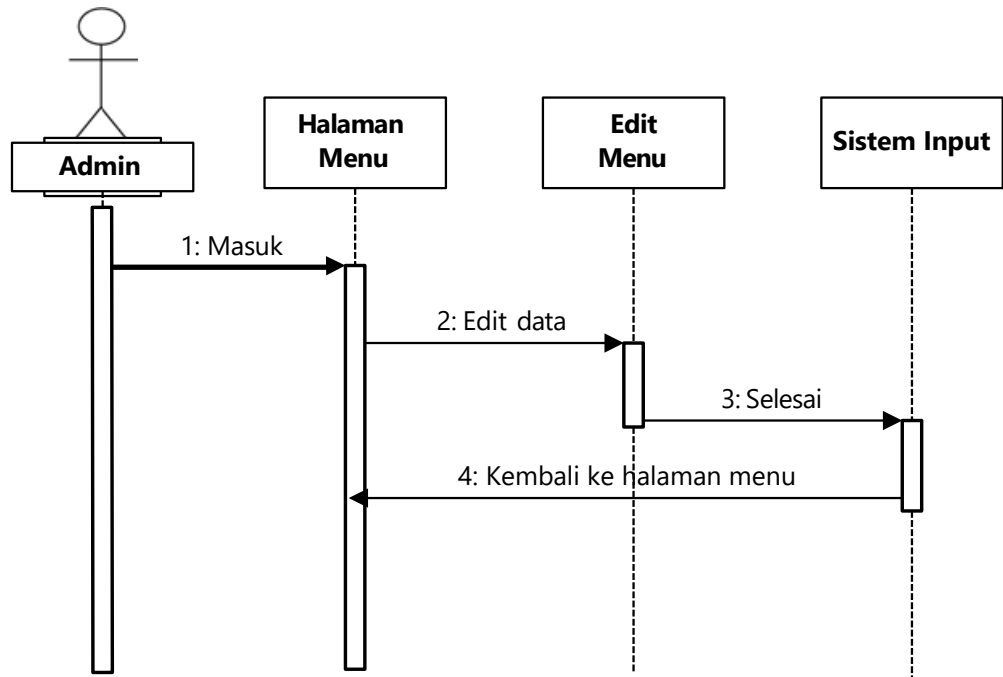 Admin
Halaman
Menu
Edit
Menu
Sistem Input
1: Masuk
2: Edit data
3: Selesai
4: Kembali ke halaman menu